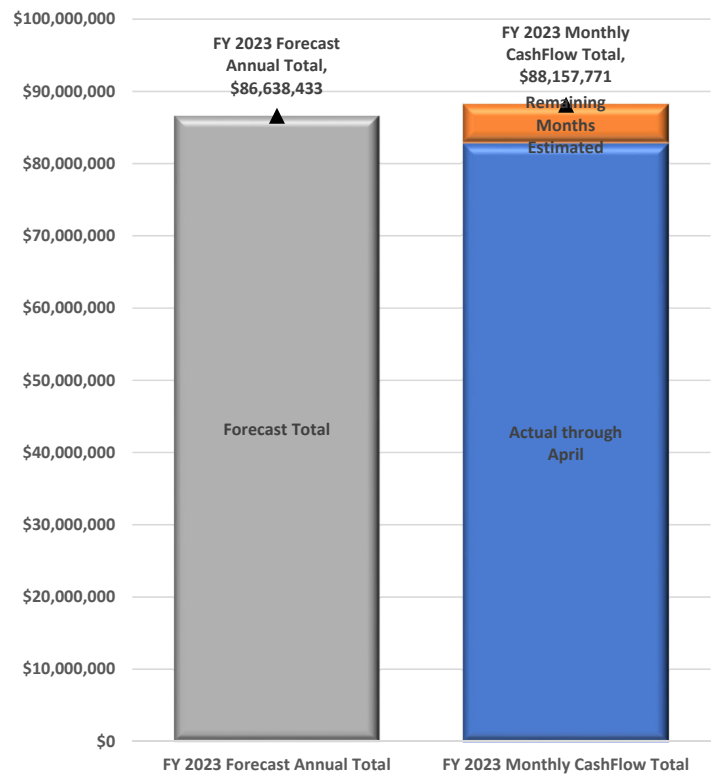 $100,000,000
$90,000,000
$80,000,000
$70,000,000
$60,000,000
$50,000,000
$40,000,000
$30,000,000
$20,000,000
$10,000,000
$0
FY 2023 Forecast
Annual Total,
$86,638,433
FY 2023 Monthly
CashFlow Total,
$88,157,771
Remaining
Months
Estimated
Forecast Total
Actual through
April
FY 2023 Forecast Annual Total
FY 2023 Monthly CashFlow Total